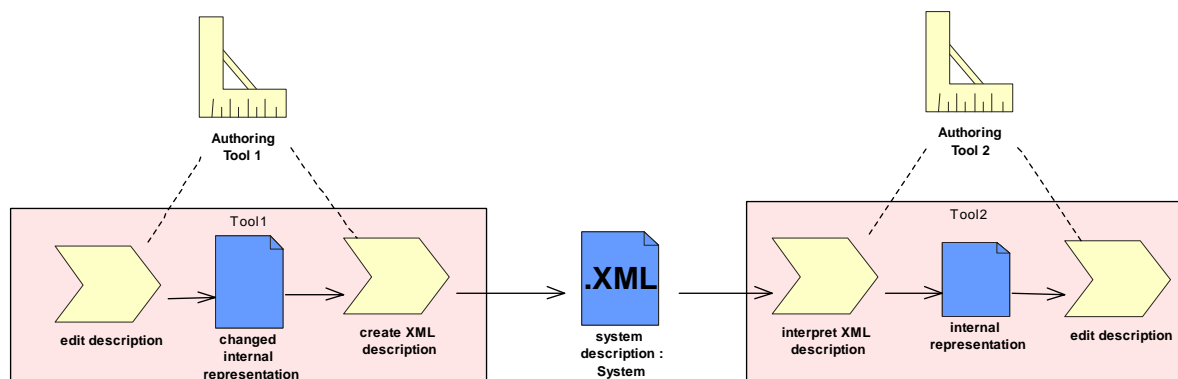 Authoring
Tool 1
Authoring
Tool 2
Tool1
Tool2
.XML
edit description
changed
internal
representation
create XML
description
system
description :
System
interpret XML
description
internal
representation
edit description